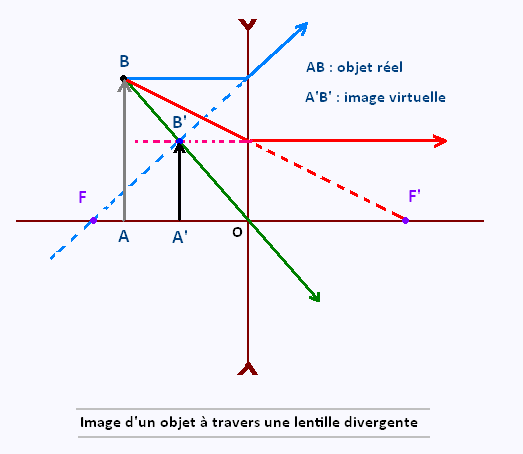 B
AB : objet réel
A'B' : image virtuelle
B'
F
F'
A
A'
O
Image d'un objet à travers une lentille divergente